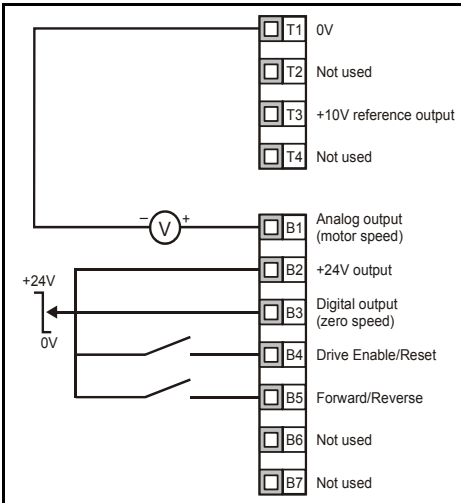 T1 0V
T2 Not used
T3 +10V reference output
T4 Not used
– V +
B1 Analog output
(motor speed)
B2 +24V output
+24V
B3 Digital output
(zero speed)
0V
B4 Drive Enable/Reset
B5 Forward/Reverse
B6 Not used
B7 Not used